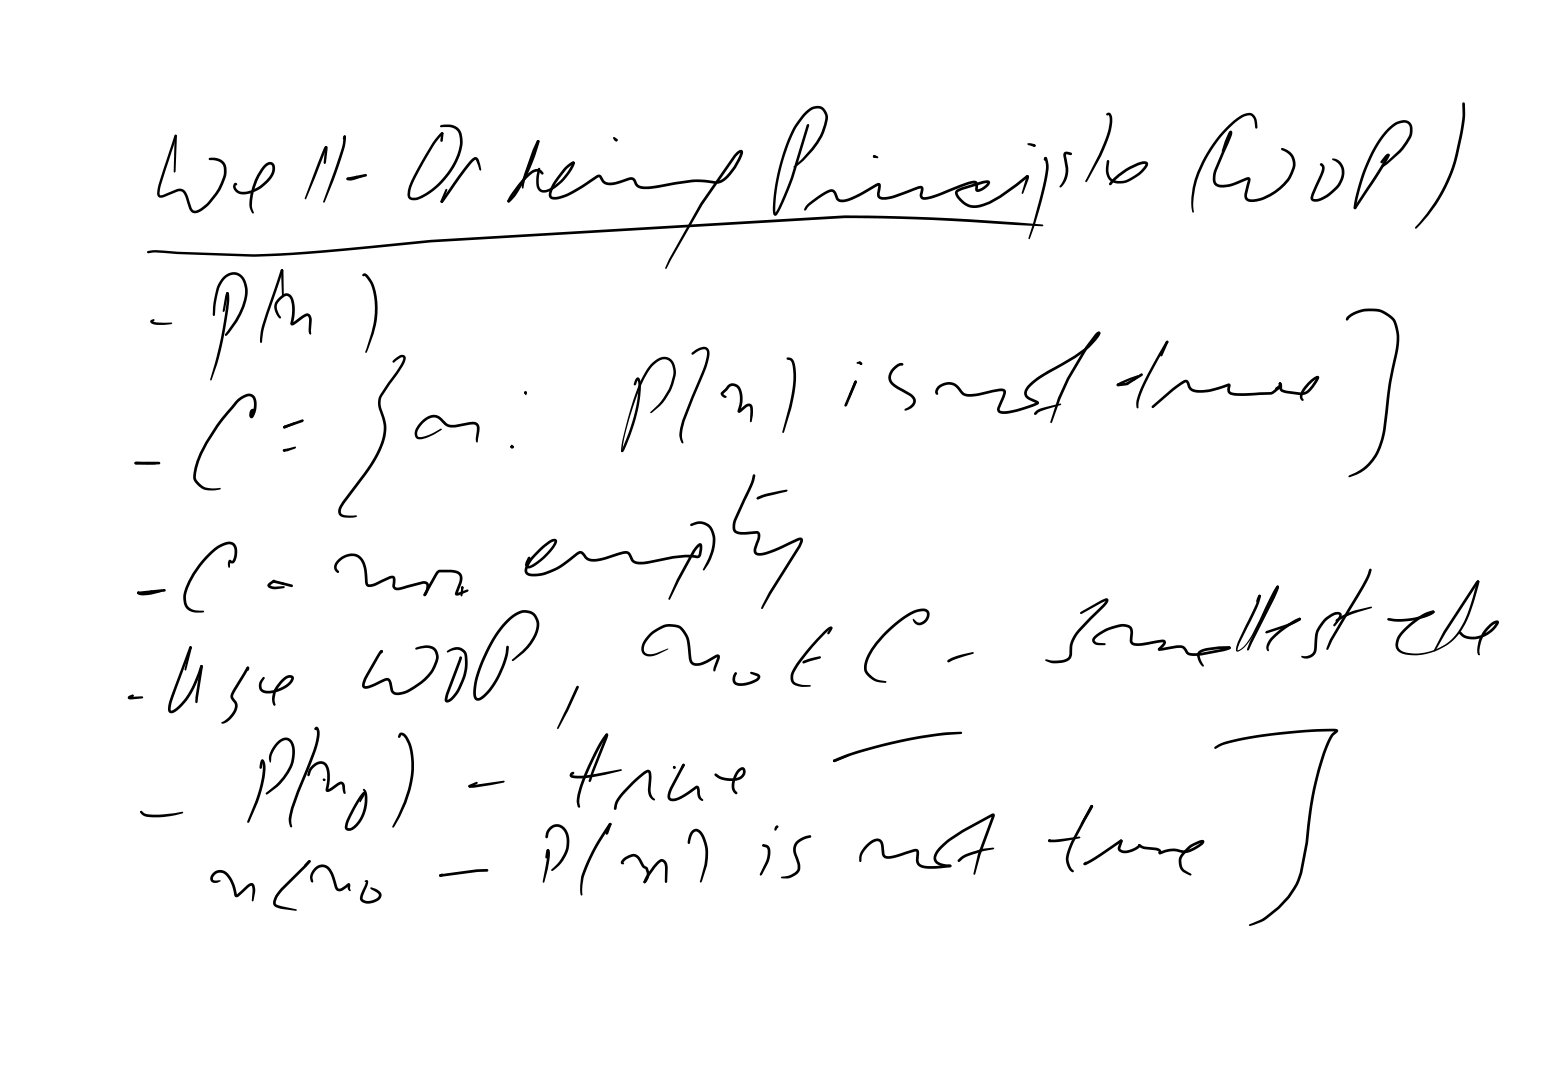 Well-Ordering Principle (WOP)
- P(n)
- C = { n : P(n) is not true }
- C - non empty
- Use WOP, n₀ ∈ C - smallest ele
- P(n₀) - true
n < n₀ - P(n) is not true ]